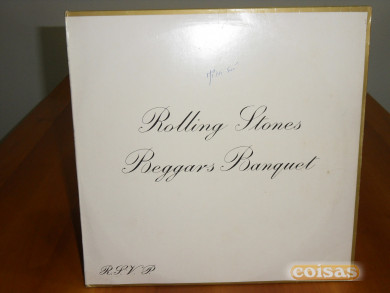 Rolling Stones
Beggars Banquet
R.S.V.P.
coisas